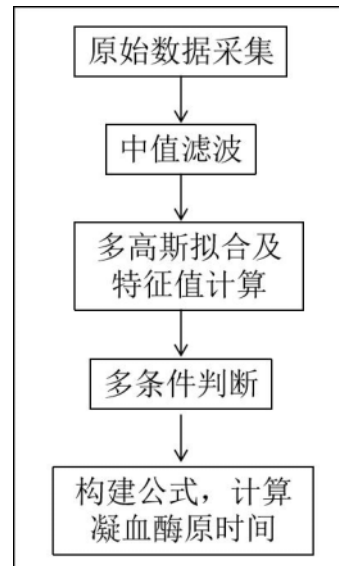 原始数据采集
中值滤波
多高斯拟合及
特征值计算
多条件判断
构建公式，计算
凝血酶原时间